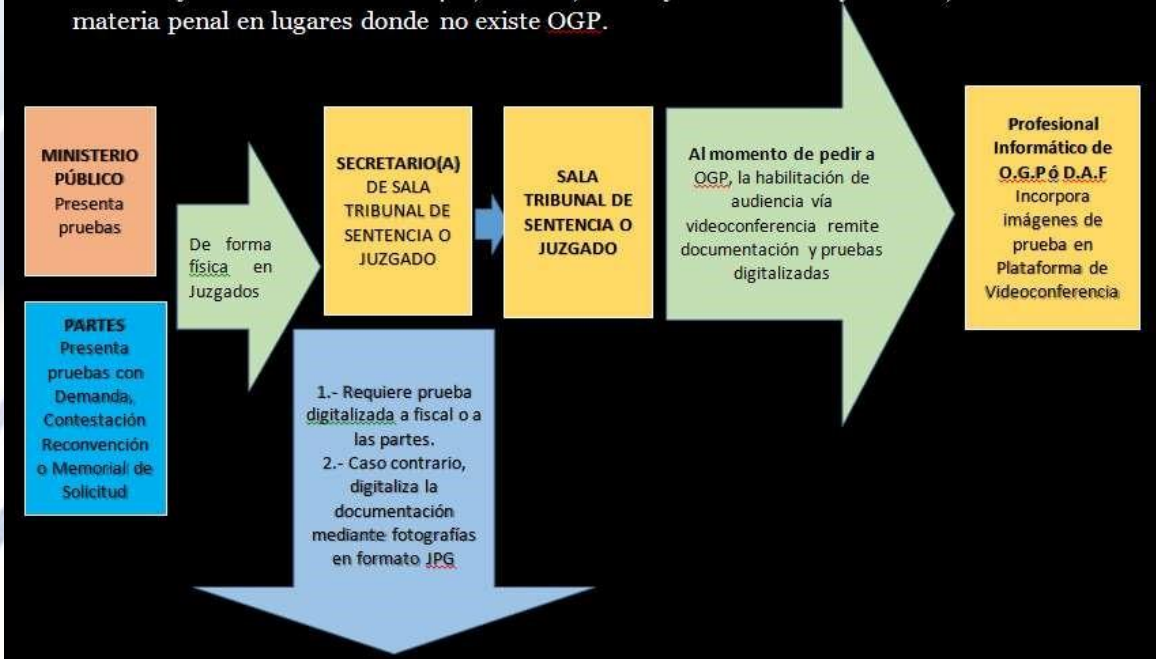 materia penal en lugares donde no existe OGP.
MINISTERIO
PÚBLICO
Presenta
pruebas
PARTES
Presenta
pruebas con
Demanda,
Contestación
Reconvención
o Memorial de
Solicitud
De forma
física en
Juzgados
SECRETARIO(A)
DE SALA
TRIBUNAL DE
SENTENCIA O
JUZGADO
1.- Requiere prueba
digitalizada a fiscal o a
las partes.
2.- Caso contrario,
digitaliza la
documentación
mediante fotografías
en formato JPG
SALA
TRIBUNAL DE
SENTENCIA O
JUZGADO
Al momento de pedir a
OGP, la habilitación de
audiencia vía
videoconferencia remite
documentación y pruebas
digitalizadas
Profesional
Informático de
O.G.P ó D.A.F
Incorpora
imágenes de
prueba en
Plataforma de
Videoconferencia